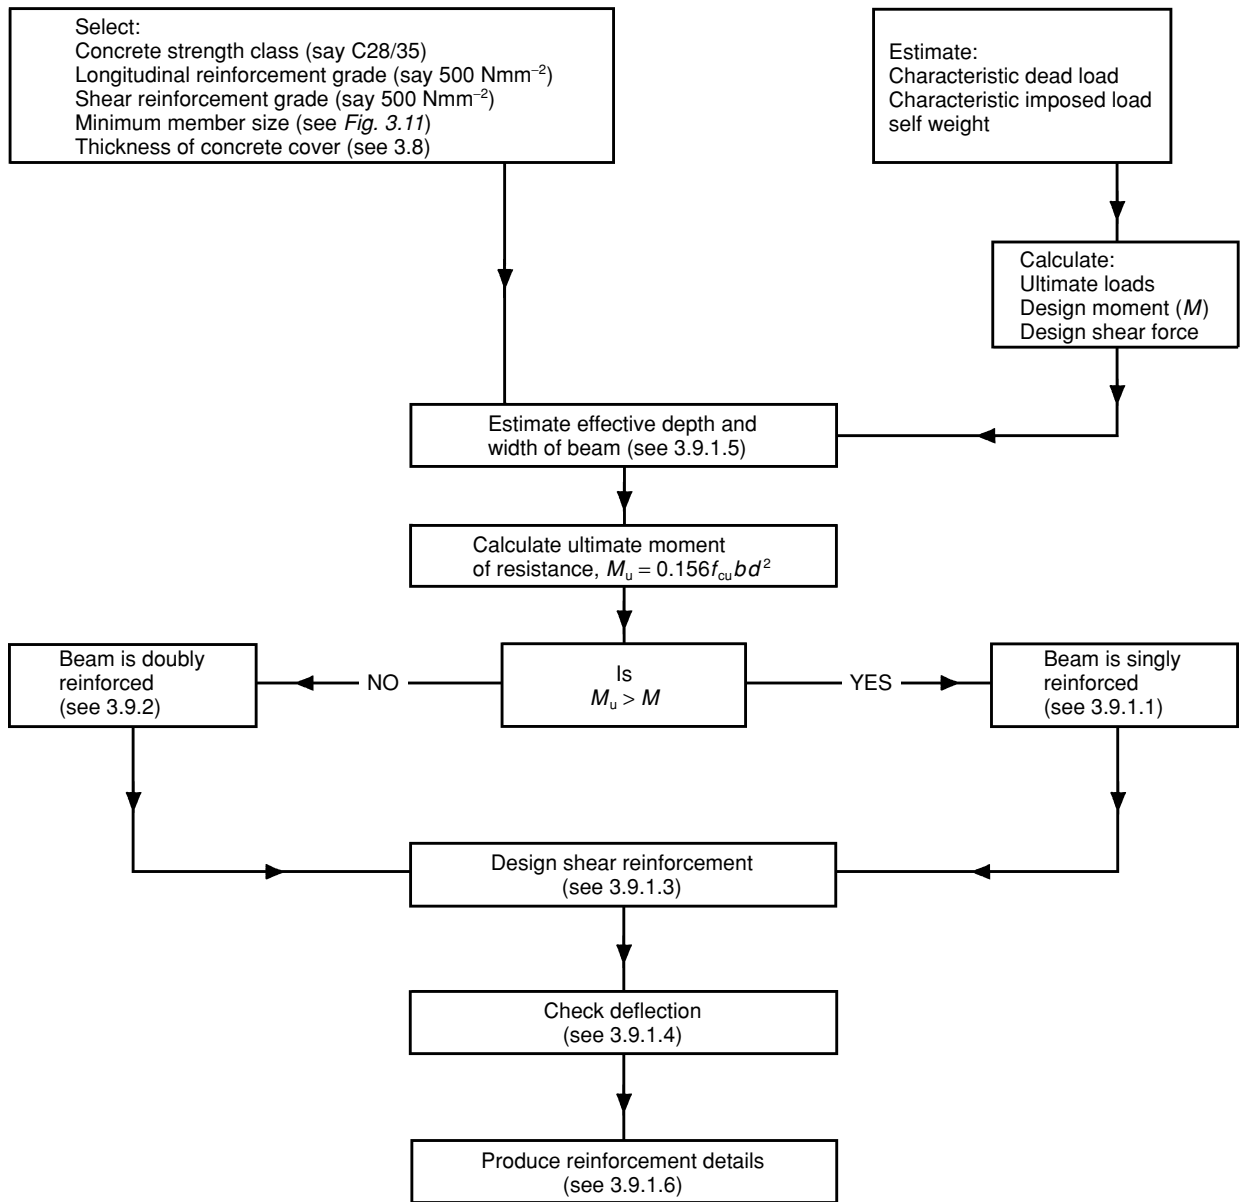 Select:
Concrete strength class (say C28/35)
Longitudinal reinforcement grade (say 500 Nmm⁻²)
Shear reinforcement grade (say 500 Nmm⁻²)
Minimum member size (see Fig. 3.11)
Thickness of concrete cover (see 3.8)
Estimate:
Characteristic dead load
Characteristic imposed load
self weight
Calculate:
Ultimate loads
Design moment (M)
Design shear force
Estimate effective depth and
width of beam (see 3.9.1.5)
Calculate ultimate moment
of resistance, Mᵤ = 0.156f_cu bd²
Beam is doubly
reinforced
(see 3.9.2)
NO
Is
Mᵤ > M
YES
Beam is singly
reinforced
(see 3.9.1.1)
Design shear reinforcement
(see 3.9.1.3)
Check deflection
(see 3.9.1.4)
Produce reinforcement details
(see 3.9.1.6)